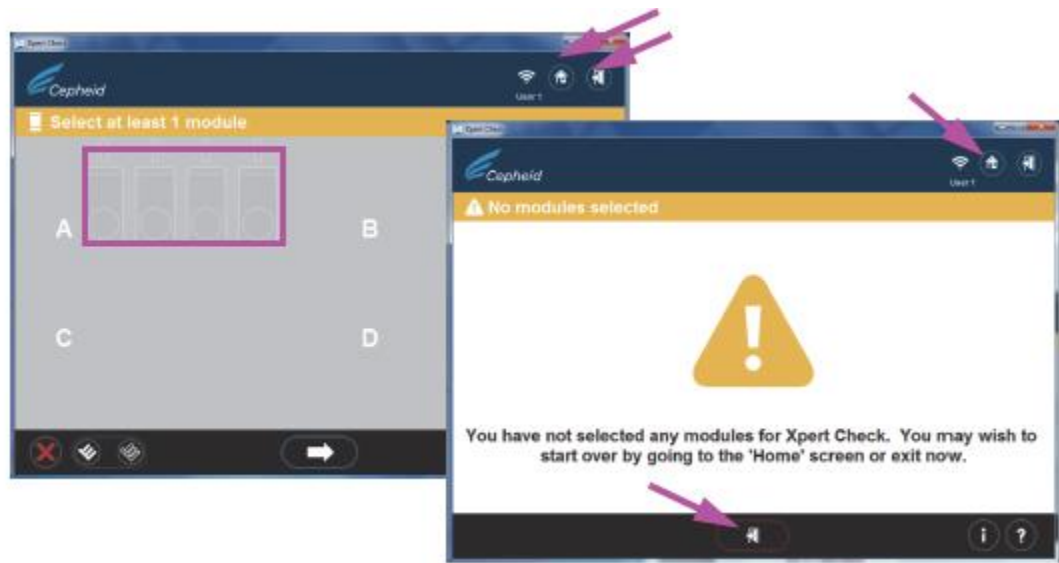 Xpert Check
Cepheid
User 1
Select at least 1 module
A
B
C
D
Xpert Check
Cepheid
User 1
No modules selected
You have not selected any modules for Xpert Check. You may wish to
start over by going to the 'Home' screen or exit now.
i ?